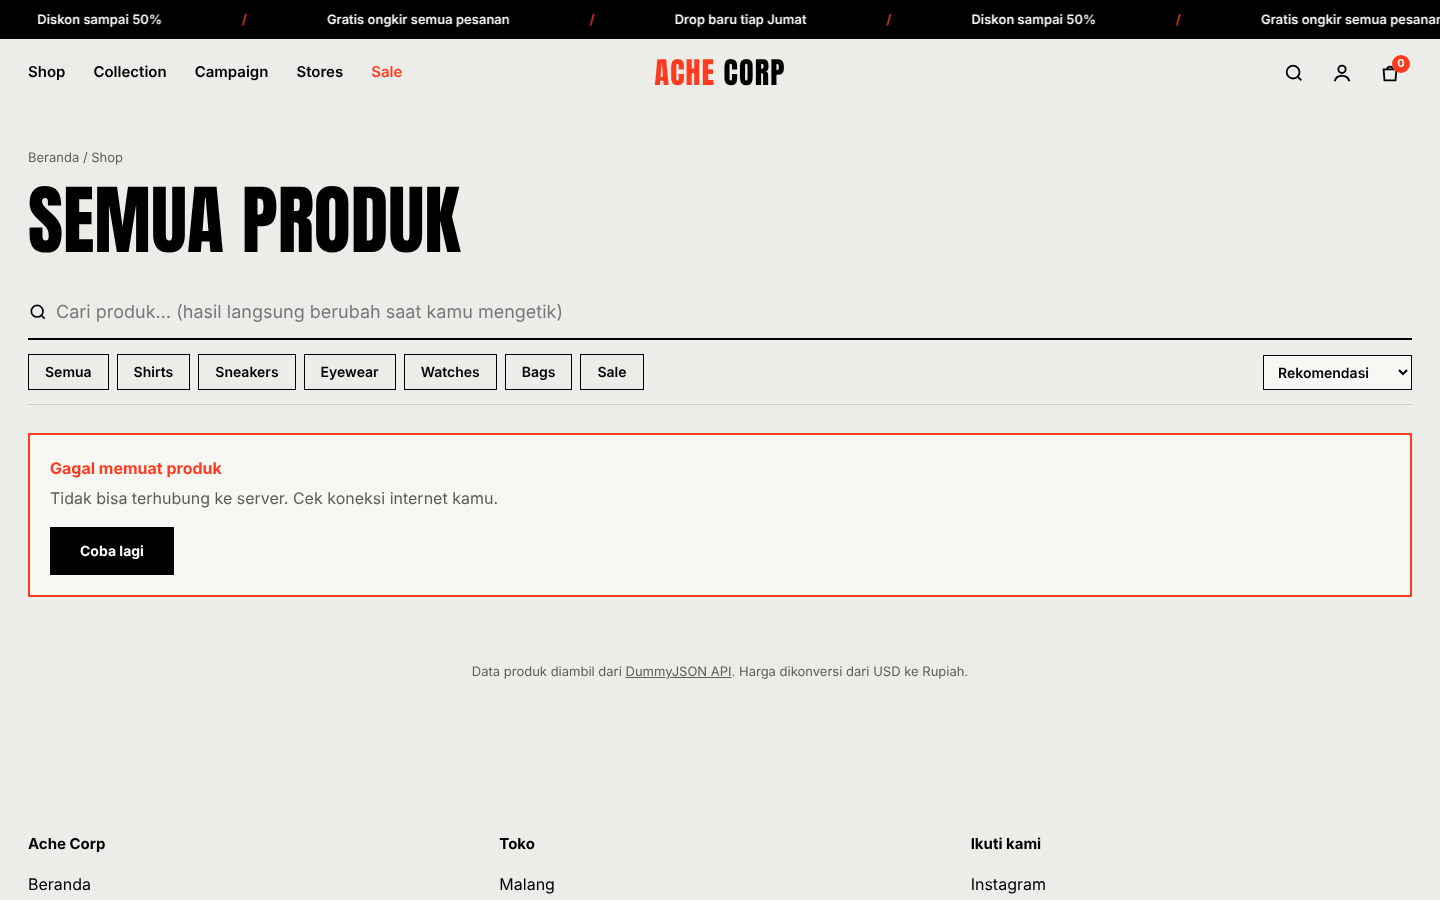 Diskon sampai 50% / Gratis ongkir semua pesanan / Drop baru tiap Jumat / Diskon sampai 50% / Gratis ongkir semua pesanan
Shop Collection Campaign Stores Sale ACHE CORP 0
Beranda / Shop
SEMUA PRODUK
Cari produk... (hasil langsung berubah saat kamu mengetik)
Semua Shirts Sneakers Eyewear Watches Bags Sale Rekomendasi
Gagal memuat produk
Tidak bisa terhubung ke server. Cek koneksi internet kamu.
Coba lagi
Data produk diambil dari DummyJSON API. Harga dikonversi dari USD ke Rupiah.
Ache Corp Toko Ikuti kami
Beranda Malang Instagram